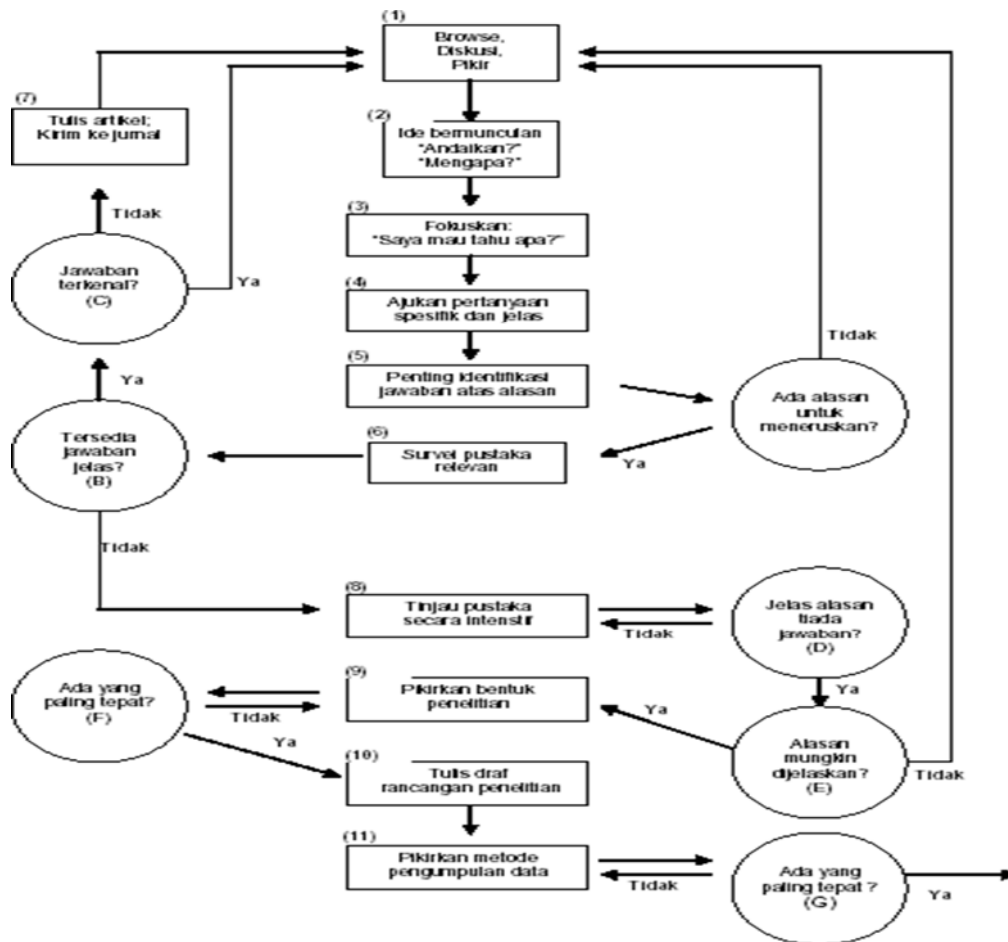 (1)
Browse,
Diskusi,
Pikir
(7)
Tulis artikel;
Kirim ke jurnal
(2)
Ide bermunculan
"Andaikan?"
"Mengapa?"
Tidak
(3)
Fokuskan:
"Saya mau tahu apa?"
Jawaban
terkenal?
(C)
Ya
(4)
Ajukan pertanyaan
spesifik dan jelas
Tidak
(5)
Penting identifikasi
jawaban atas alasan
Ya
Ada alasan
untuk
meneruskan?
Tersedia
jawaban
jelas?
(B)
(6)
Survei pustaka
relevan
Ya
Tidak
(8)
Tinjau pustaka
secara intensif
Tidak
Jelas alasan
tiada
jawaban?
(D)
Ya
Ada yang
paling tepat?
(F)
Tidak
(9)
Pikirkan bentuk
penelitian
Ya
Ya
Alasan
mungkin
dijelaskan?
(E)
Tidak
(10)
Tulis draf
rancangan penelitian
(11)
Pikirkan metode
pengumpulan data
Tidak
Ada yang
paling tepat ?
(G)
Ya